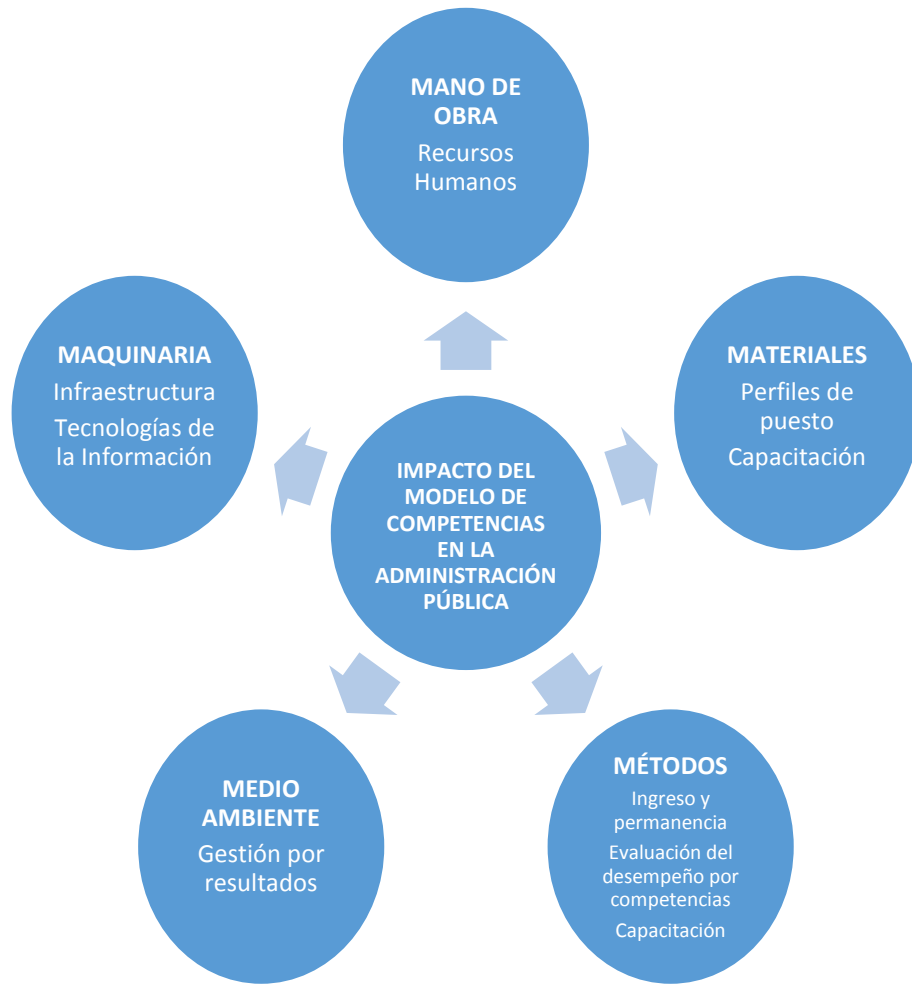 MANO DE
OBRA
Recursos
Humanos
MAQUINARIA
Infraestructura
Tecnologías de
la Información
MATERIALES
Perfiles de
puesto
Capacitación
IMPACTO DEL
MODELO DE
COMPETENCIAS
EN LA
ADMINISTRACIÓN
PÚBLICA
MEDIO
AMBIENTE
Gestión por
resultados
MÉTODOS
Ingreso y
permanencia
Evaluación del
desempeño por
competencias
Capacitación